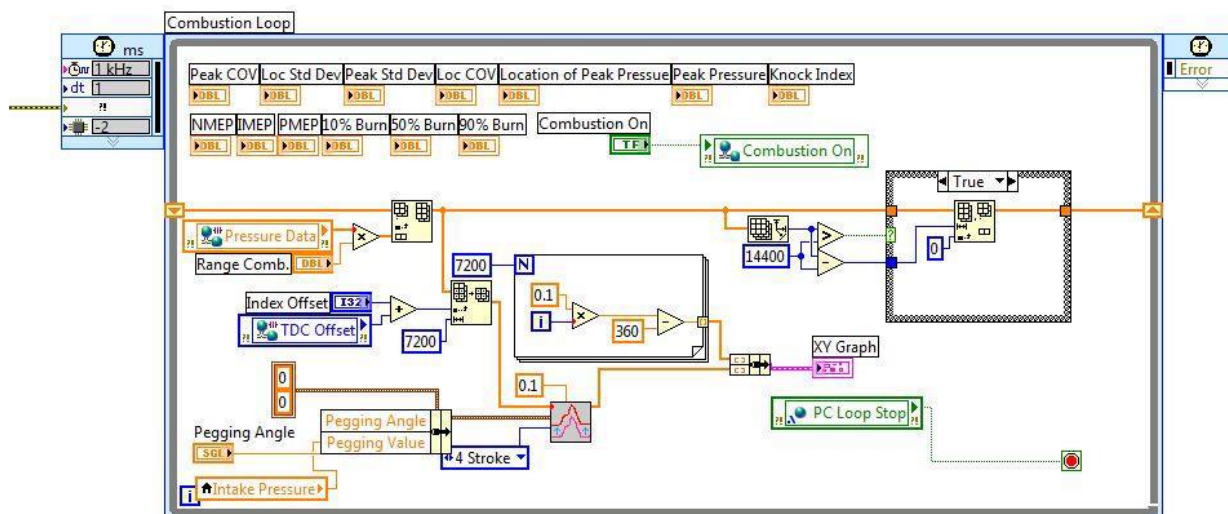 Combustion Loop
ms
1 kHz
dt 1
?!
-2
Error
Peak COV Loc Std Dev Peak Std Dev Loc COV Location of Peak Pressue Peak Pressure Knock Index
DBL DBL DBL DBL DBL DBL DBL
NMEP IMEP PMEP 10% Burn 50% Burn 90% Burn
DBL DBL DBL DBL DBL DBL
Combustion On
TF
?! Combustion On ?!
True
?! Pressure Data ?!
×
Range Comb. DBL
14400
>
-
?
0
7200 N
0.1
×
i
360
-
Index Offset I32
+
?! TDC Offset ?!
7200
XY Graph
0
0
0.1
?! PC Loop Stop ?!
Pegging Angle
Pegging Value
Pegging Angle
SGL
4 Stroke
i
Intake Pressure